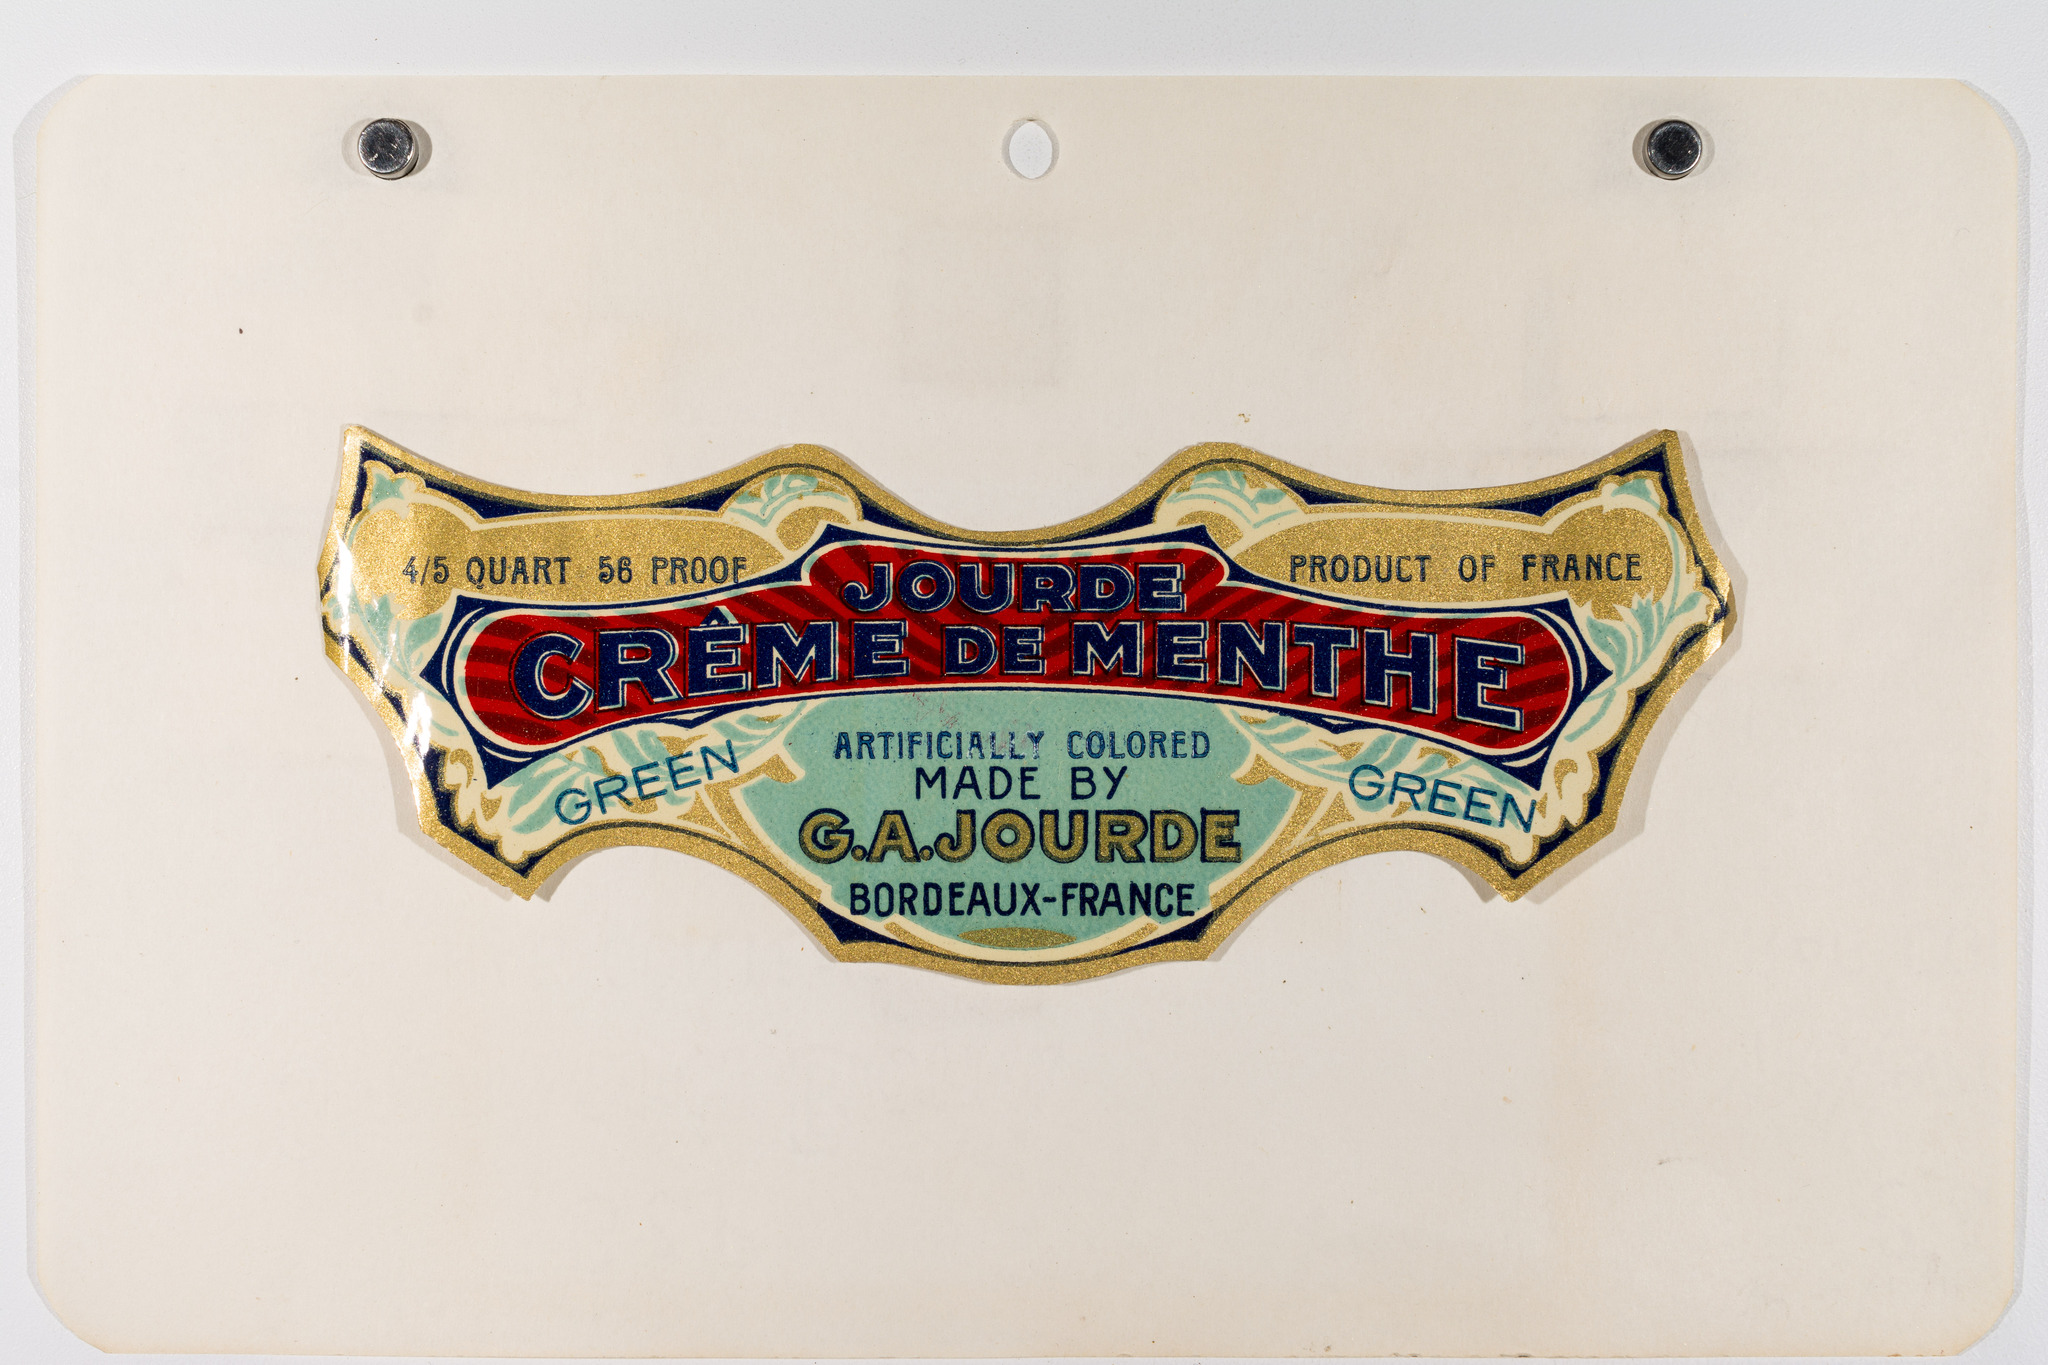 4/5 QUART 56 PROOF
PRODUCT OF FRANCE
JOURDE
CRÊME DE MENTHE
GREEN
GREEN
ARTIFICIALLY COLORED
MADE BY
G.A.JOURDE
BORDEAUX-FRANCE